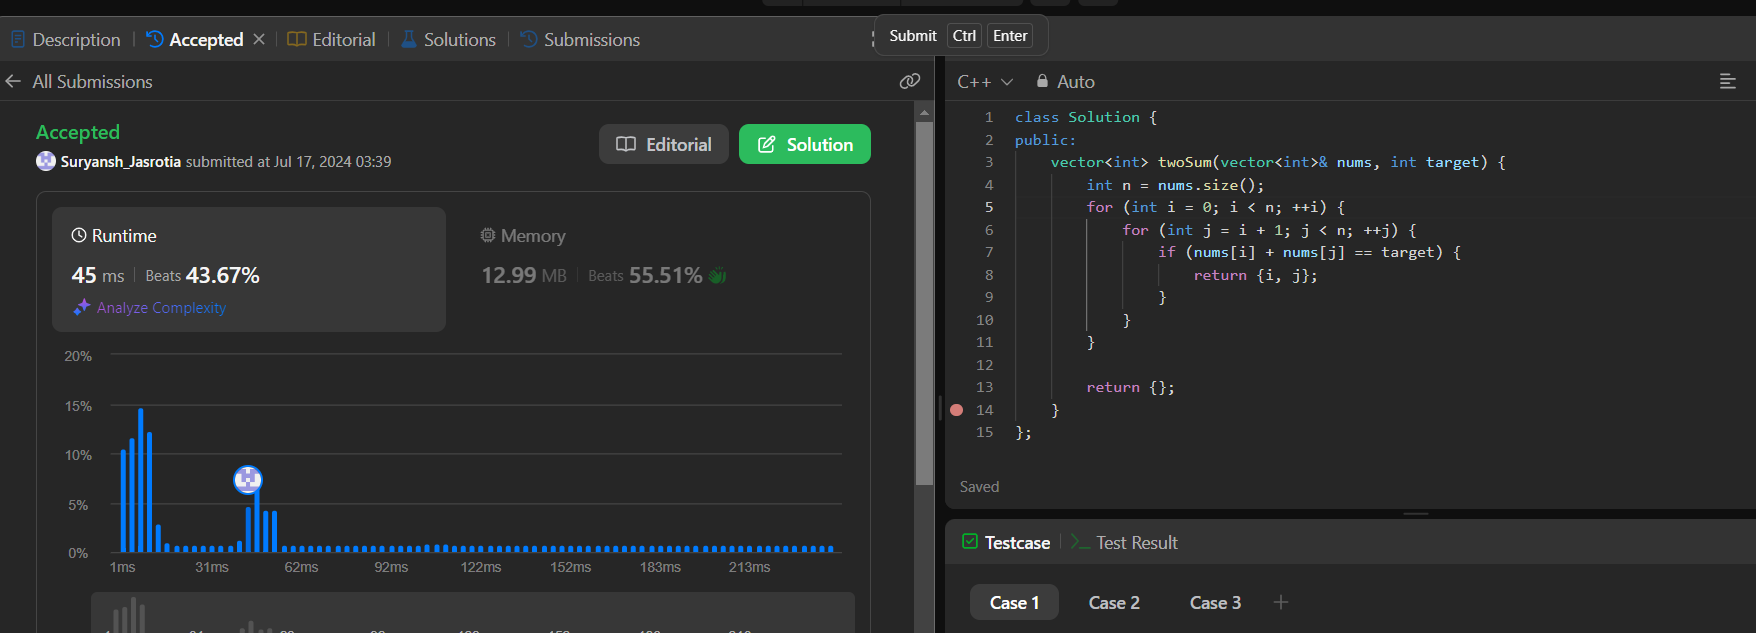 Description | Accepted × | Editorial | Solutions | Submissions
Submit Ctrl Enter
All Submissions
Accepted
Suryansh_Jasrotia submitted at Jul 17, 2024 03:39
Editorial
Solution
Runtime
45 ms | Beats 43.67%
Analyze Complexity
Memory
12.99 MB | Beats 55.51%
20%
15%
10%
5%
0%
1ms 31ms 62ms 92ms 122ms 152ms 183ms 213ms
C++ Auto
1 class Solution {
2 public:
3     vector<int> twoSum(vector<int>& nums, int target) {
4         int n = nums.size();
5         for (int i = 0; i < n; ++i) {
6             for (int j = i + 1; j < n; ++j) {
7                 if (nums[i] + nums[j] == target) {
8                     return {i, j};
9                 }
10             }
11         }
12
13         return {};
14     }
15 };
Saved
Testcase | >_ Test Result
Case 1 Case 2 Case 3 +